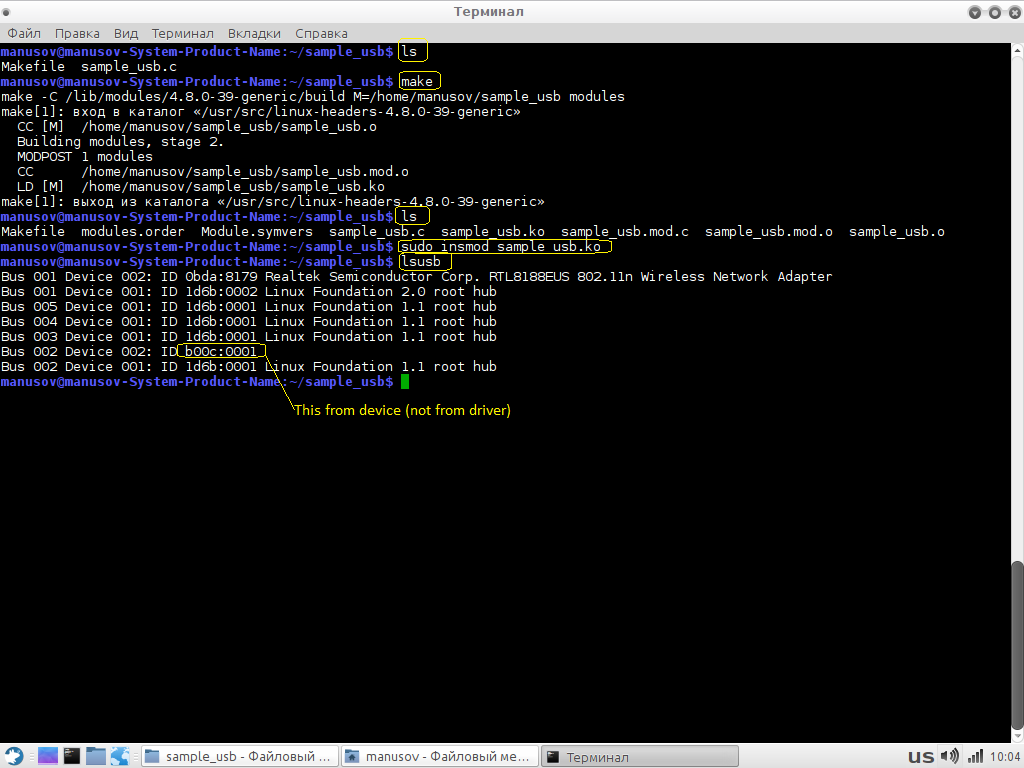 Терминал
Файл Правка Вид Терминал Вкладки Справка
manusov@manusov-System-Product-Name:~/sample_usb$ ls
Makefile  sample_usb.c
manusov@manusov-System-Product-Name:~/sample_usb$ make
make -C /lib/modules/4.8.0-39-generic/build M=/home/manusov/sample_usb modules
make[1]: вход в каталог «/usr/src/linux-headers-4.8.0-39-generic»
  CC [M]  /home/manusov/sample_usb/sample_usb.o
  Building modules, stage 2.
  MODPOST 1 modules
  CC      /home/manusov/sample_usb/sample_usb.mod.o
  LD [M]  /home/manusov/sample_usb/sample_usb.ko
make[1]: выход из каталога «/usr/src/linux-headers-4.8.0-39-generic»
manusov@manusov-System-Product-Name:~/sample_usb$ ls
Makefile  modules.order  Module.symvers  sample_usb.c  sample_usb.ko  sample_usb.mod.c  sample_usb.mod.o  sample_usb.o
manusov@manusov-System-Product-Name:~/sample_usb$ sudo insmod sample_usb.ko
manusov@manusov-System-Product-Name:~/sample_usb$ lsusb
Bus 001 Device 002: ID 0bda:8179 Realtek Semiconductor Corp. RTL8188EUS 802.11n Wireless Network Adapter
Bus 001 Device 001: ID 1d6b:0002 Linux Foundation 2.0 root hub
Bus 005 Device 001: ID 1d6b:0001 Linux Foundation 1.1 root hub
Bus 004 Device 001: ID 1d6b:0001 Linux Foundation 1.1 root hub
Bus 003 Device 001: ID 1d6b:0001 Linux Foundation 1.1 root hub
Bus 002 Device 002: ID b00c:0001
Bus 002 Device 001: ID 1d6b:0001 Linux Foundation 1.1 root hub
manusov@manusov-System-Product-Name:~/sample_usb$
This from device (not from driver)
sample_usb - Файловый ... manusov - Файловый ме... Терминал US 10:04